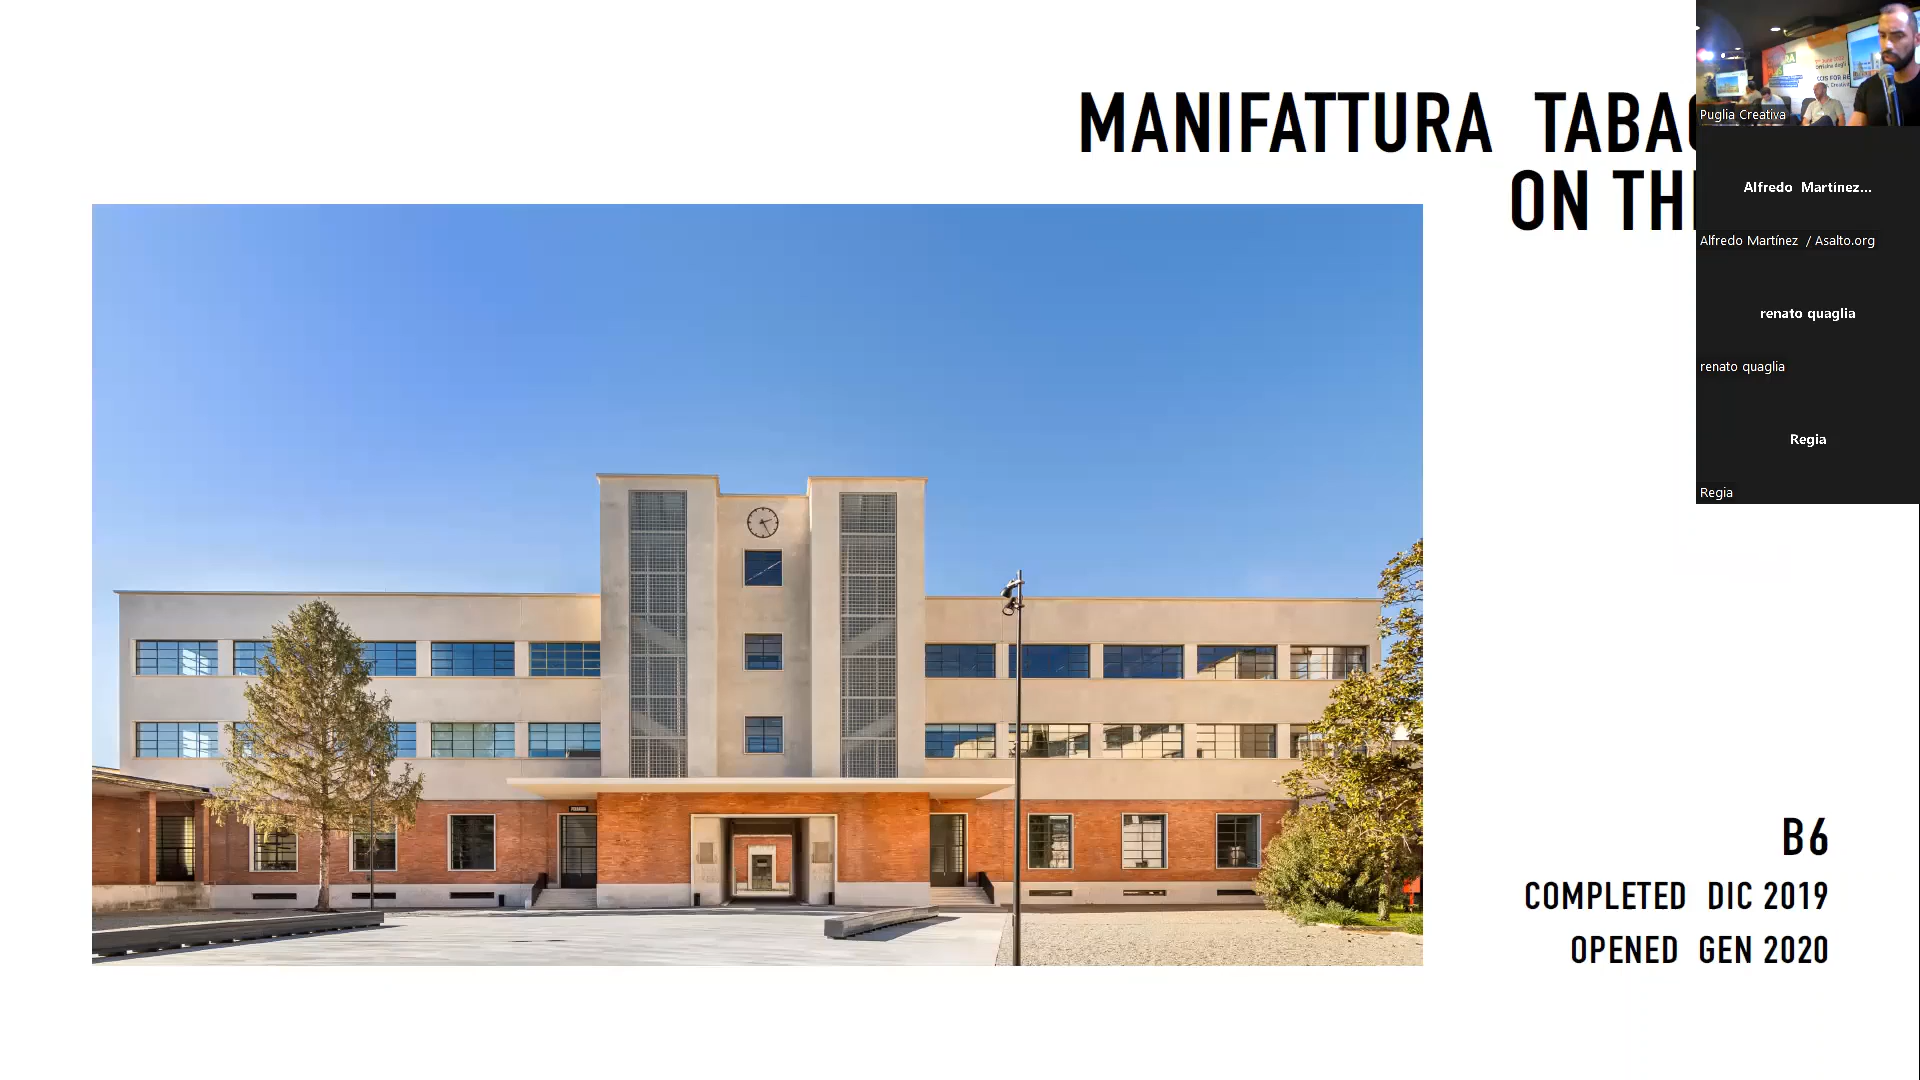 MANIFATTURA TABAC
ON TH
B6
COMPLETED DIC 2019
OPENED GEN 2020
Puglia Creativa
Alfredo Martínez...
Alfredo Martínez / Asalto.org
renato quaglia
renato quaglia
Regia
Regia